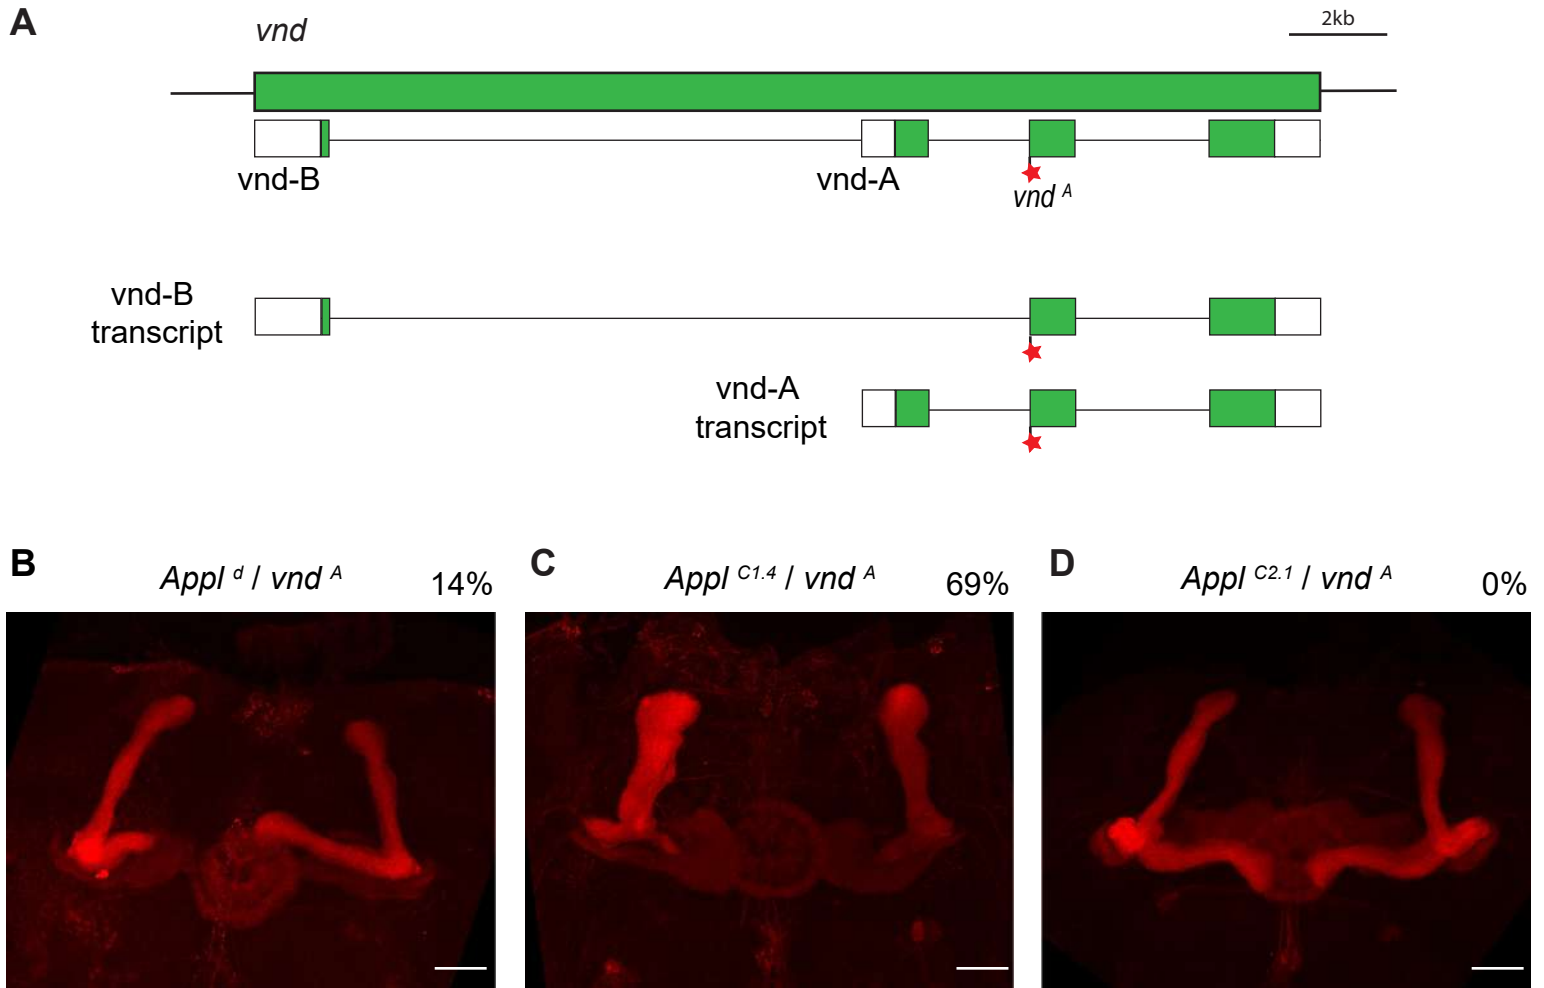 A
vnd
2kb
vnd-B
vnd-A
vnd A
vnd-B
transcript
vnd-A
transcript
B
Appl d / vnd A
14%
C
Appl C1.4 / vnd A
69%
D
Appl C2.1 / vnd A
0%